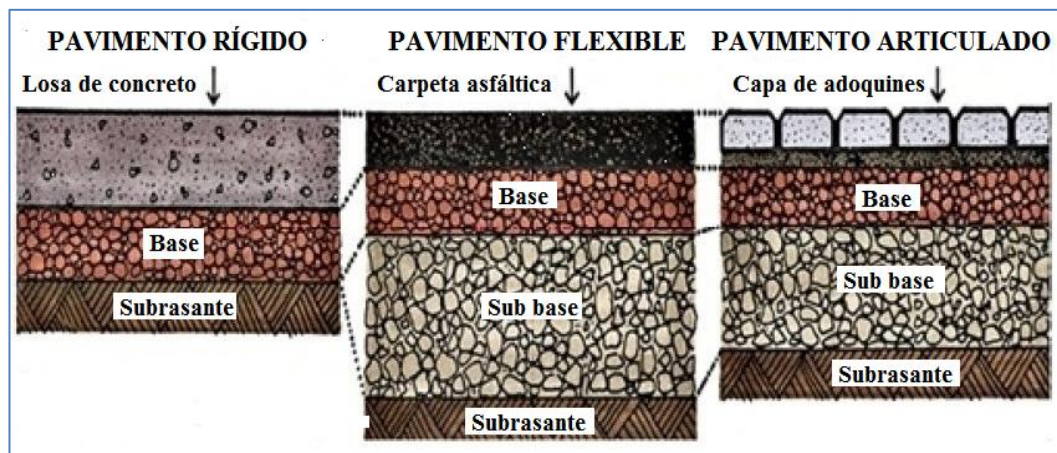 PAVIMENTO RÍGIDO
Losa de concreto
Base
Subrasante
PAVIMENTO FLEXIBLE
Carpeta asfáltica
Base
Sub base
Subrasante
PAVIMENTO ARTICULADO
Capa de adoquines
Base
Sub base
Subrasante